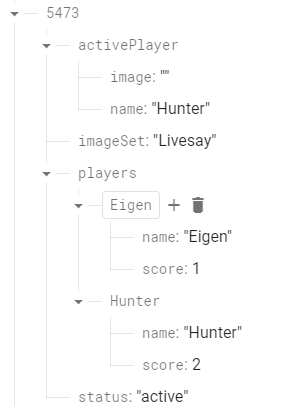 5473
activePlayer
image: ""
name: "Hunter"
imageSet: "Livesay"
players
Eigen
name: "Eigen"
score: 1
Hunter
name: "Hunter"
score: 2
status: "active"